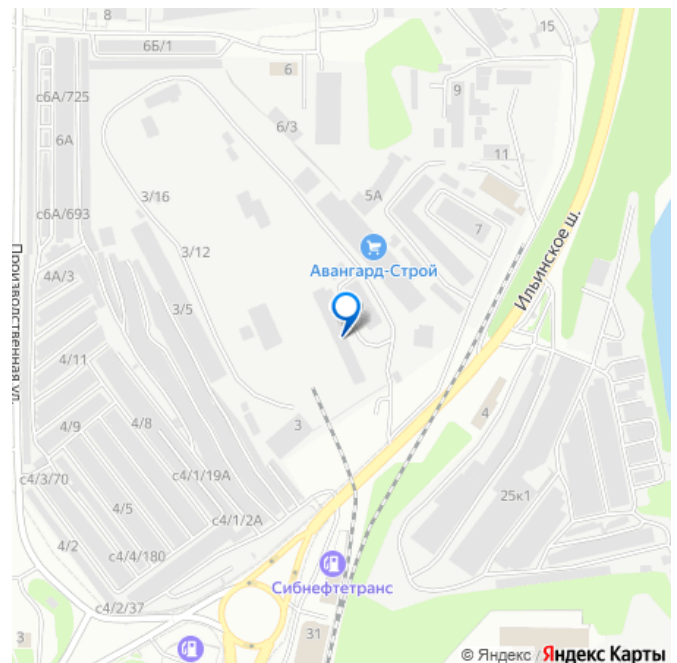 8
6Б/1
15
6
с6А/725
9
6/3
6А
11
5А
3/16
с6А/693
7
Авангард-Строй
3/12
Ильинское ш.
Производственная ул.
4А/3
3/5
4/11
4/9
4/8
3
4
с4/3/70
с4/1/19А
25к1
4/5
с4/1/2А
4/2
с4/4/180
Сибнефтетранс
с4/2/37
3
31
© Яндекс Яндекс Карты